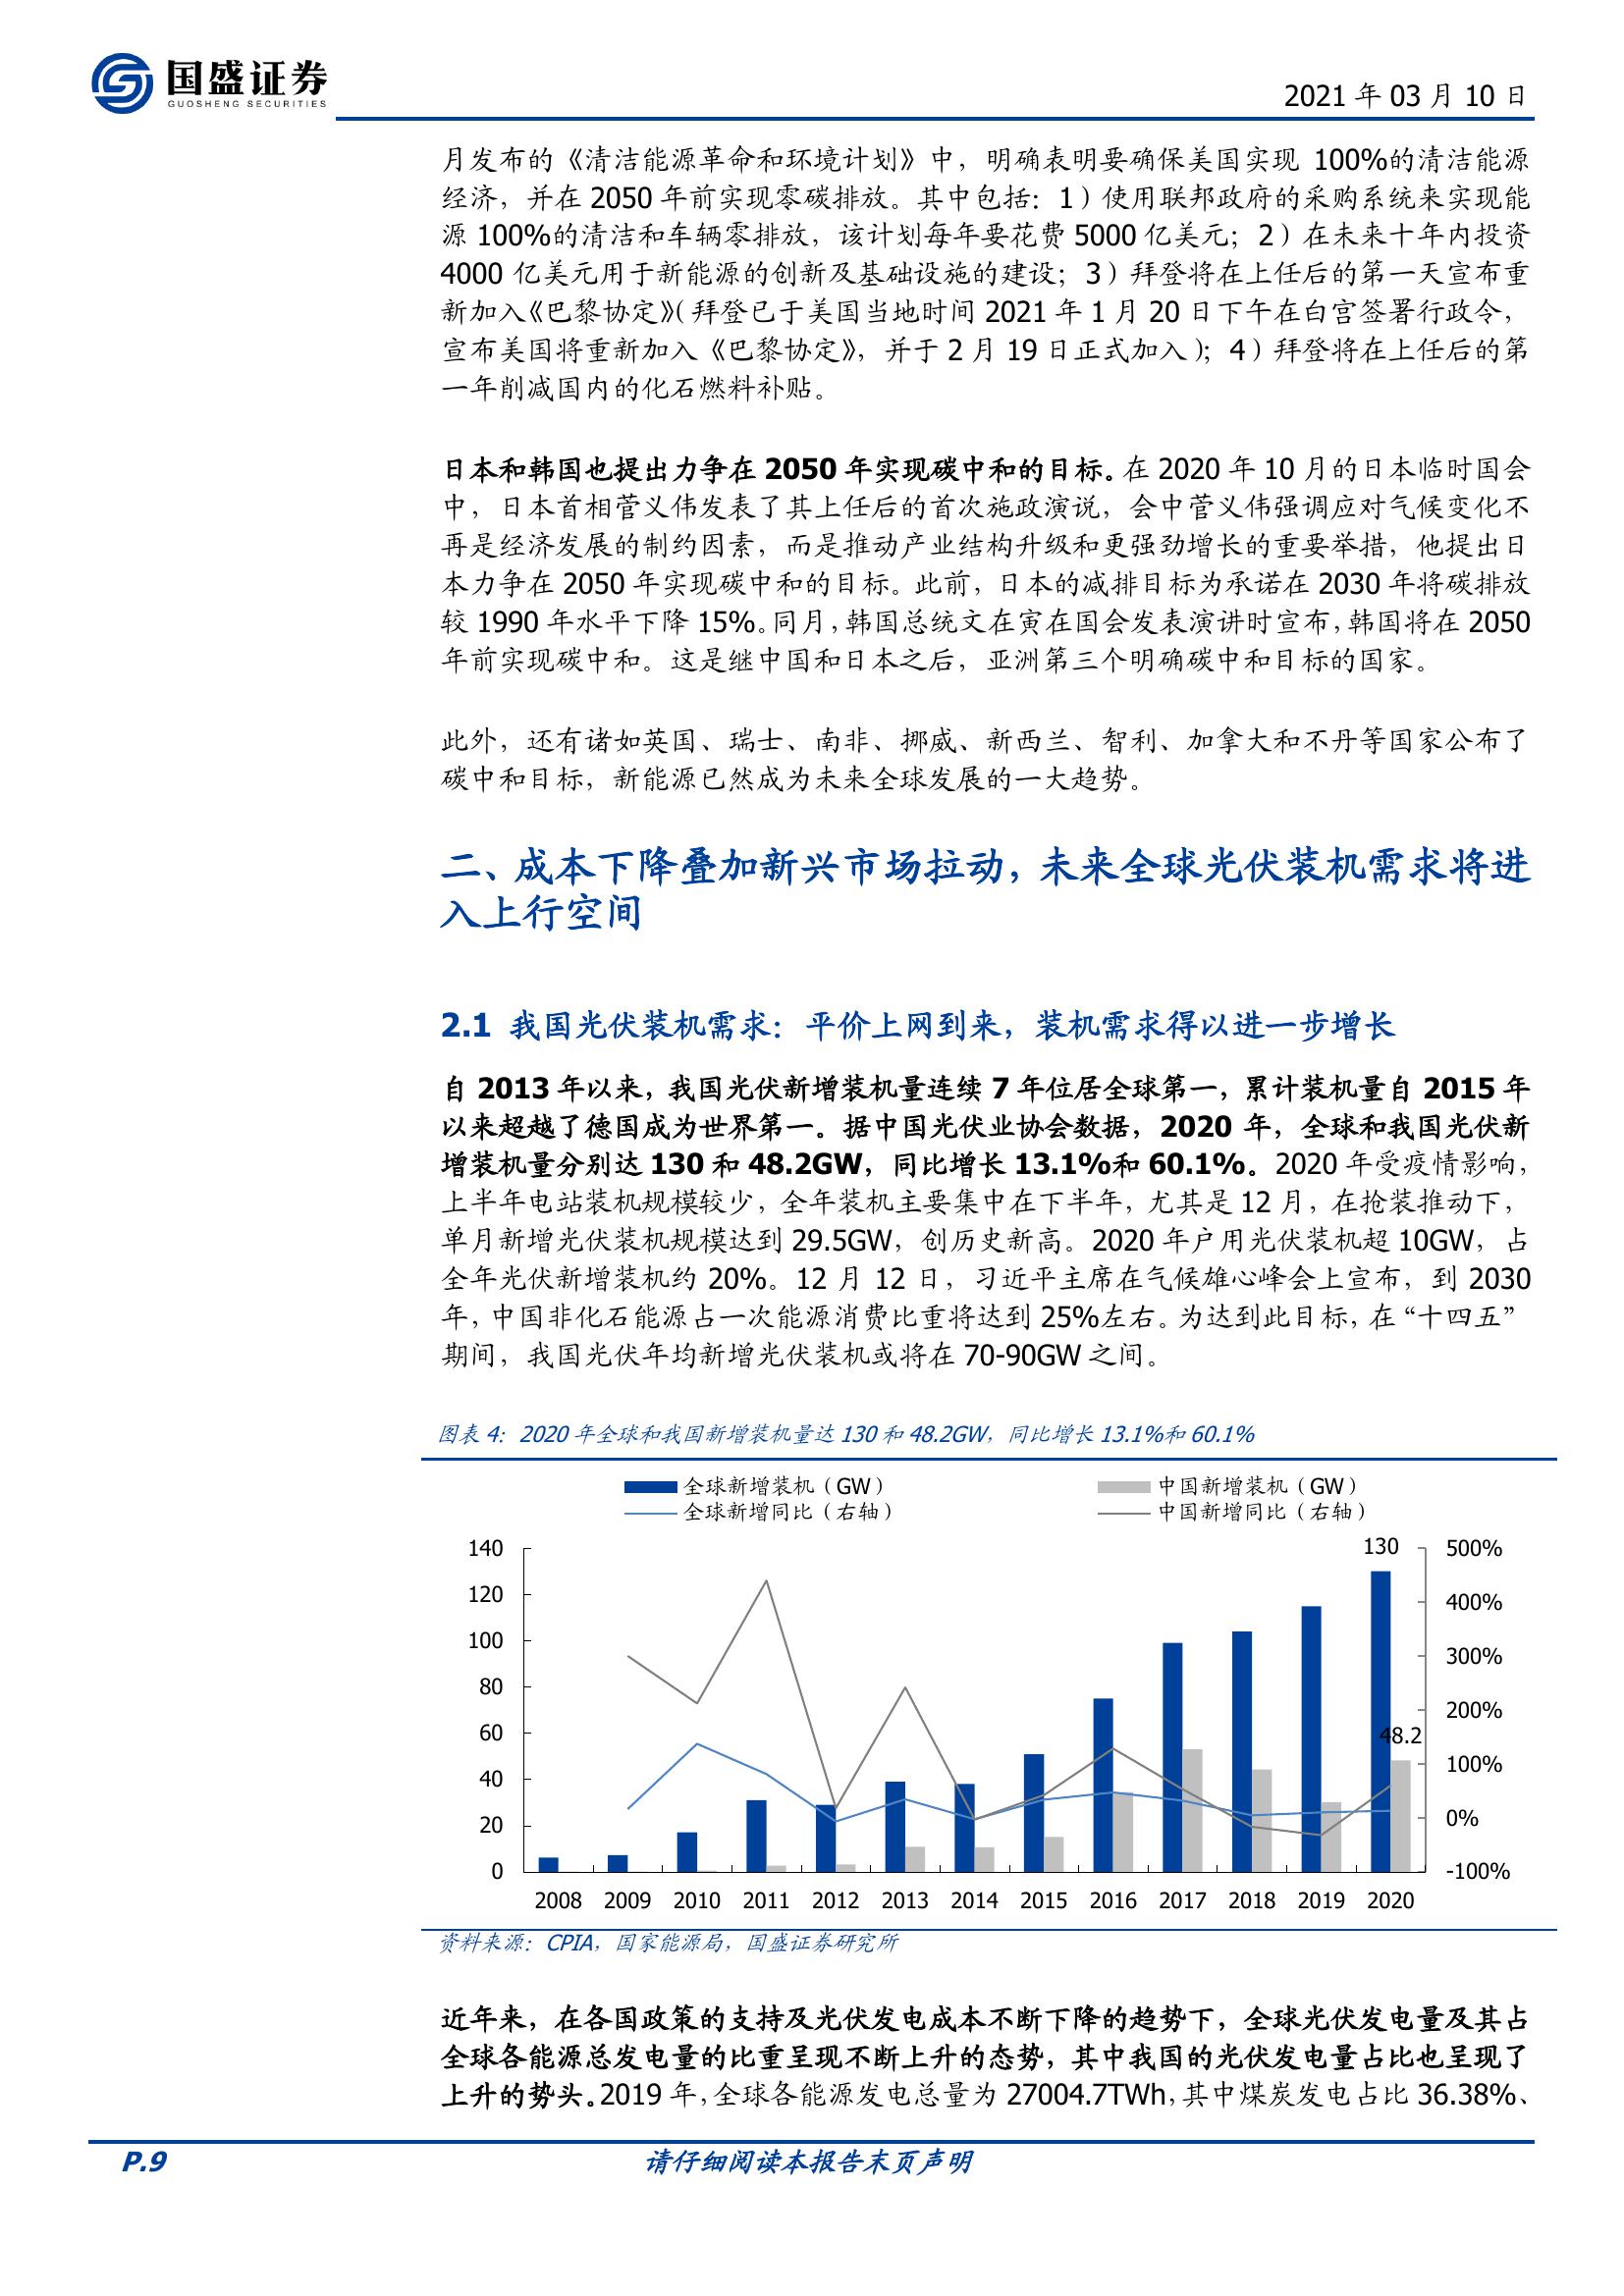 国盛证券
GUOSHENG SECURITIES
2021 年 03 月 10 日
月发布的《清洁能源革命和环境计划》中，明确表明要确保美国实现 100%的清洁能源
经济，并在 2050 年前实现零碳排放。其中包括：1）使用联邦政府的采购系统来实现能
源 100%的清洁和车辆零排放，该计划每年要花费 5000 亿美元；2）在未来十年内投资
4000 亿美元用于新能源的创新及基础设施的建设；3）拜登将在上任后的第一天宣布重
新加入《巴黎协定》（拜登已于美国当地时间 2021 年 1 月 20 日下午在白宫签署行政令，
宣布美国将重新加入《巴黎协定》，并于 2 月 19 日正式加入）；4）拜登将在上任后的第
一年削减国内的化石燃料补贴。
日本和韩国也提出力争在 2050 年实现碳中和的目标。在 2020 年 10 月的日本临时国会
中，日本首相菅义伟发表了其上任后的首次施政演说，会中菅义伟强调应对气候变化不
再是经济发展的制约因素，而是推动产业结构升级和更强劲增长的重要举措，他提出日
本力争在 2050 年实现碳中和的目标。此前，日本的减排目标为承诺在 2030 年将碳排放
较 1990 年水平下降 15%。同月，韩国总统文在寅在国会发表演讲时宣布，韩国将在 2050
年前实现碳中和。这是继中国和日本之后，亚洲第三个明确碳中和目标的国家。
此外，还有诸如英国、瑞士、南非、挪威、新西兰、智利、加拿大和不丹等国家公布了
碳中和目标，新能源已然成为未来全球发展的一大趋势。
二、成本下降叠加新兴市场拉动，未来全球光伏装机需求将进
入上行空间
2.1 我国光伏装机需求：平价上网到来，装机需求得以进一步增长
自 2013 年以来，我国光伏新增装机量连续 7 年位居全球第一，累计装机量自 2015 年
以来超越了德国成为世界第一。据中国光伏业协会数据，2020 年，全球和我国光伏新
增装机量分别达 130 和 48.2GW，同比增长 13.1%和 60.1%。2020 年受疫情影响，
上半年电站装机规模较少，全年装机主要集中在下半年，尤其是 12 月，在抢装推动下，
单月新增光伏装机规模达到 29.5GW，创历史新高。2020 年户用光伏装机超 10GW，占
全年光伏新增装机约 20%。12 月 12 日，习近平主席在气候雄心峰会上宣布，到 2030
年，中国非化石能源占一次能源消费比重将达到 25%左右。为达到此目标，在“十四五”
期间，我国光伏年均新增光伏装机或将在 70-90GW 之间。
图表 4：2020 年全球和我国新增装机量达 130 和 48.2GW，同比增长 13.1%和 60.1%
全球新增装机（GW） 中国新增装机（GW）
全球新增同比（右轴） 中国新增同比（右轴）
140 130 500%
120 400%
100 300%
80 200%
60 48.2
40 100%
20 0%
0 -100%
2008 2009 2010 2011 2012 2013 2014 2015 2016 2017 2018 2019 2020
资料来源：CPIA，国家能源局，国盛证券研究所
近年来，在各国政策的支持及光伏发电成本不断下降的趋势下，全球光伏发电量及其占
全球各能源总发电量的比重呈现不断上升的态势，其中我国的光伏发电量占比也呈现了
上升的势头。2019 年，全球各能源发电总量为 27004.7TWh，其中煤炭发电占比 36.38%、
P.9 请仔细阅读本报告末页声明